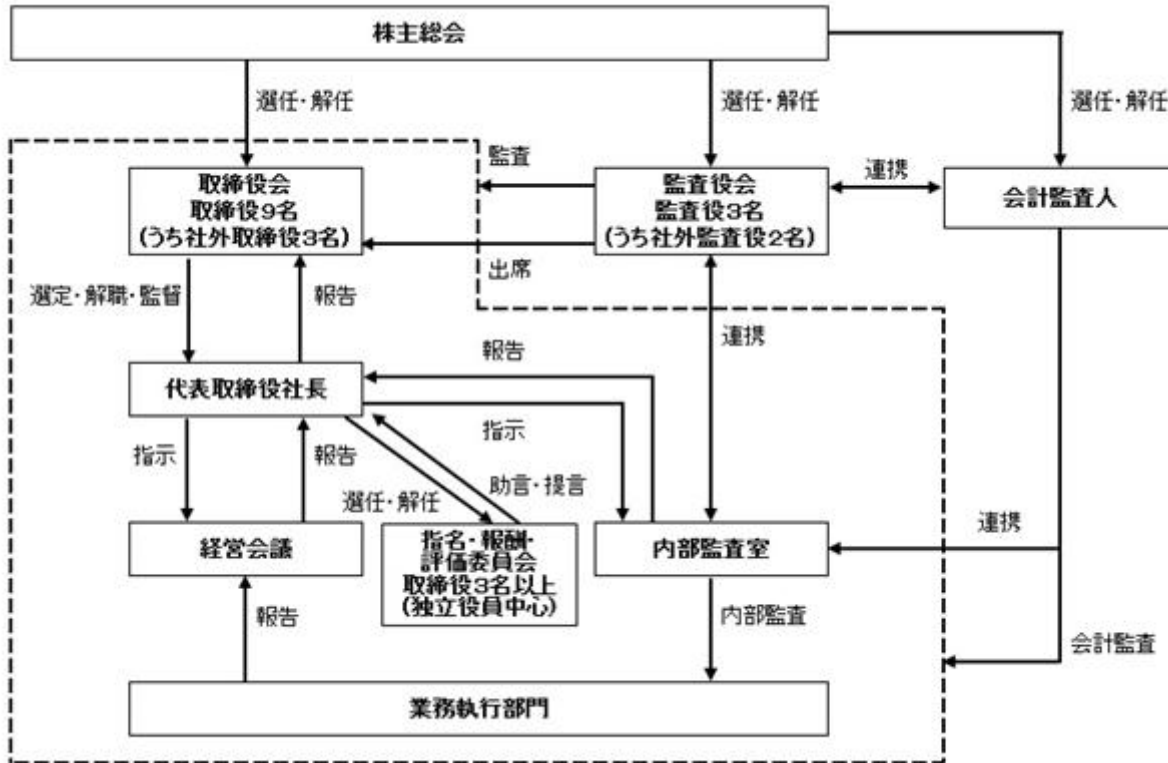 株主総会
選任・解任
選任・解任
選任・解任
監査
取締役会
取締役9名
(うち社外取締役3名)
監査役会
監査役3名
(うち社外監査役2名)
連携
会計監査人
出席
選定・解職・監督
報告
連携
報告
代表取締役社長
指示
指示
報告
助言・提言
選任・解任
経営会議
指名・報酬・
評価委員会
取締役3名以上
(独立役員中心)
内部監査室
連携
報告
内部監査
会計監査
業務執行部門